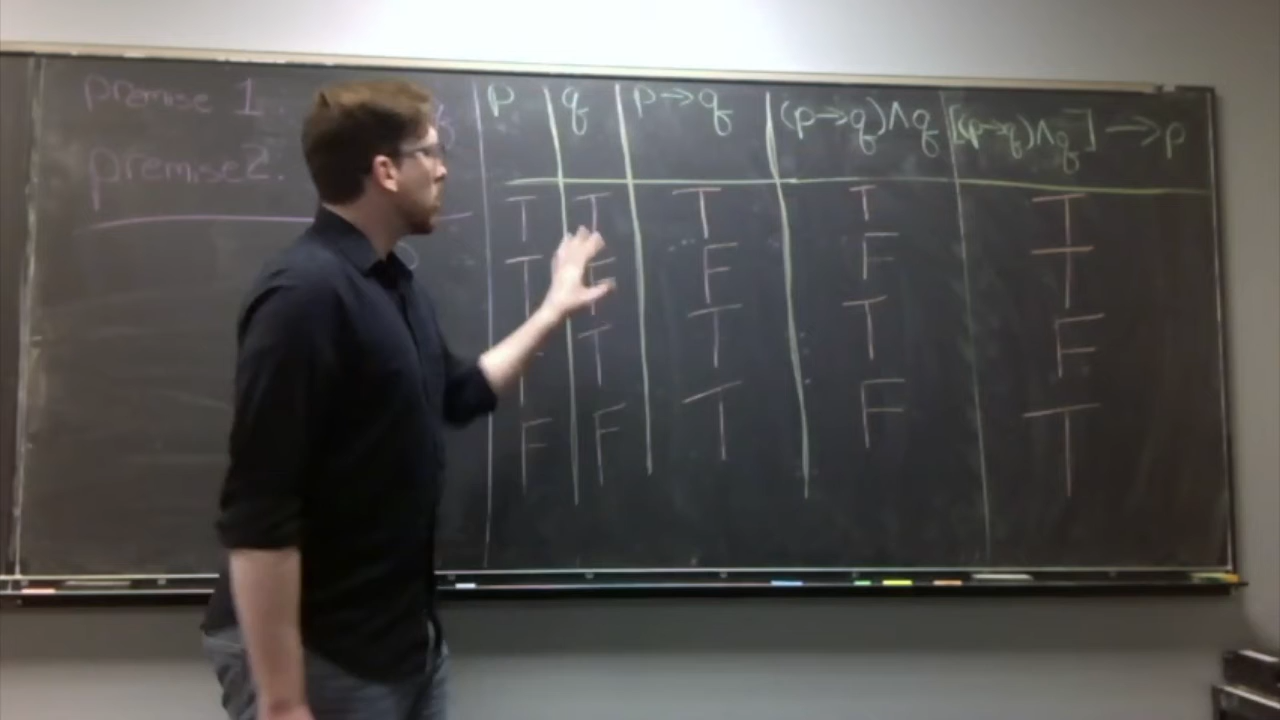 premise 1.
premise 2.
p q p→q (p→q)∧q [(p→q)∧q]→p
T T T T T
T F F F T
T T T F
F F T F T